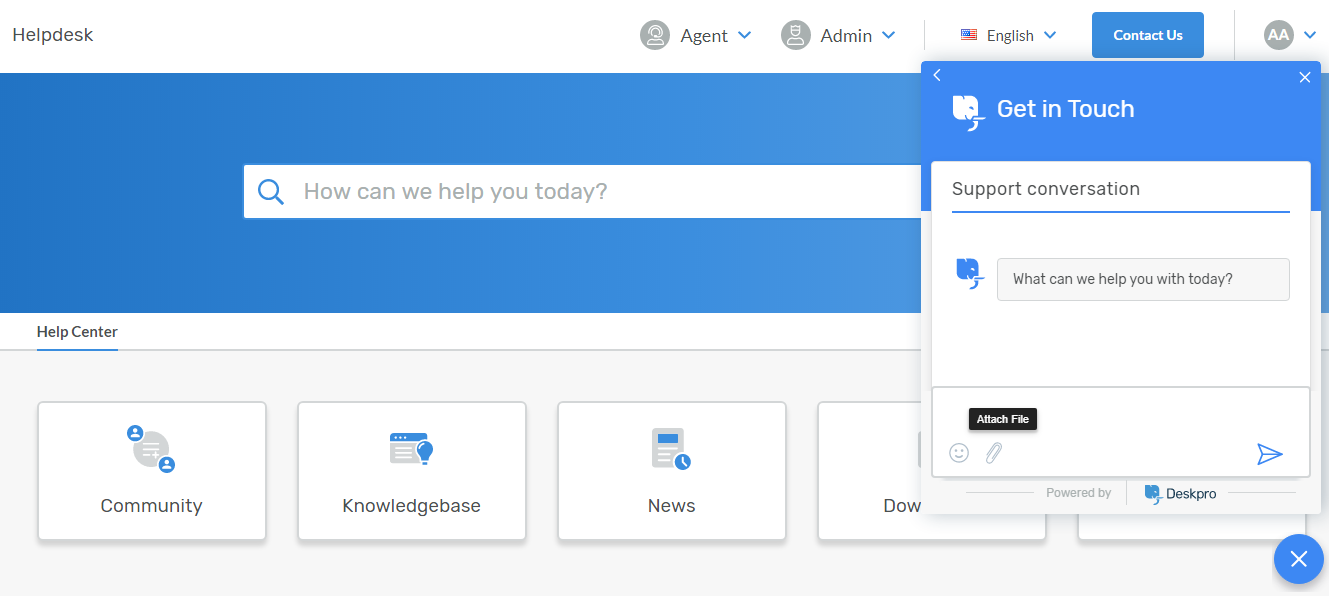 Helpdesk
Agent
Admin
English
Contact Us
AA
Get in Touch
How can we help you today?
Support conversation
What can we help you with today?
Help Center
Attach File
Community
Knowledgebase
News
Dow
Powered by
Deskpro